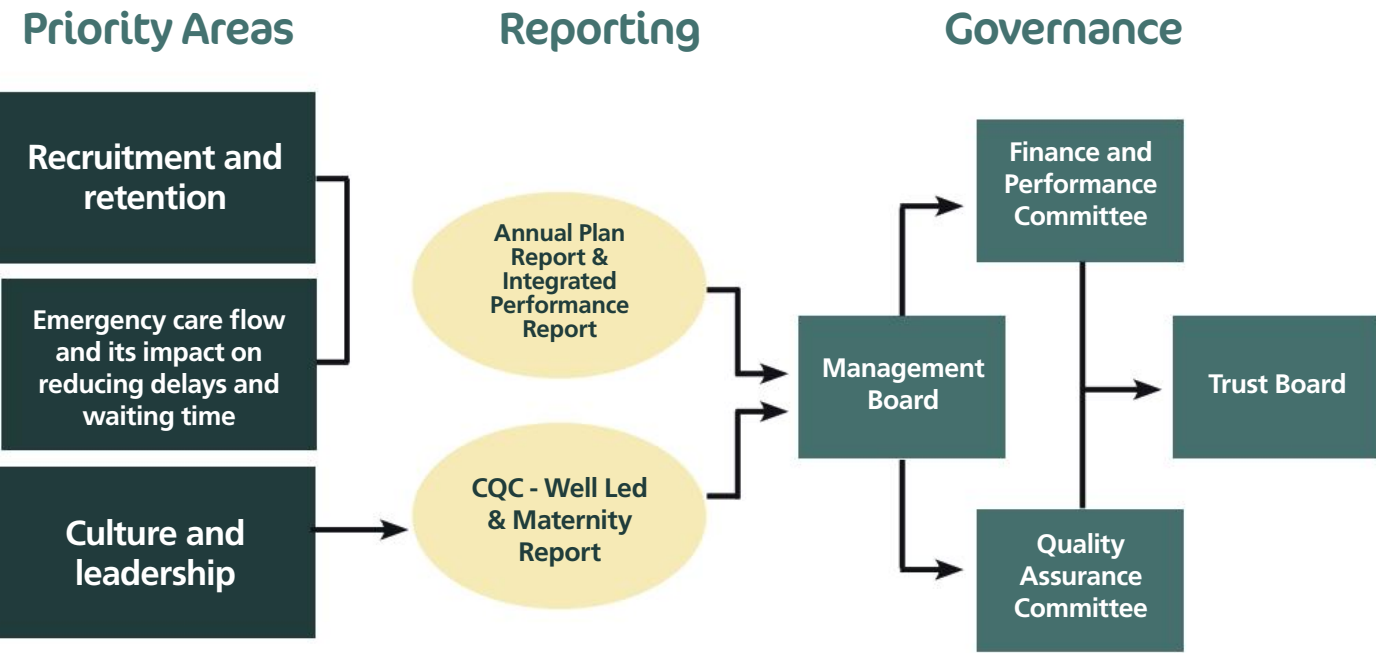 Priority Areas
Reporting
Governance
Recruitment and
retention
Emergency care flow
and its impact on
reducing delays and
waiting time
Culture and
leadership
Annual Plan
Report &
Integrated
Performance
Report
CQC - Well Led
& Maternity
Report
Management
Board
Finance and
Performance
Committee
Quality
Assurance
Committee
Trust Board